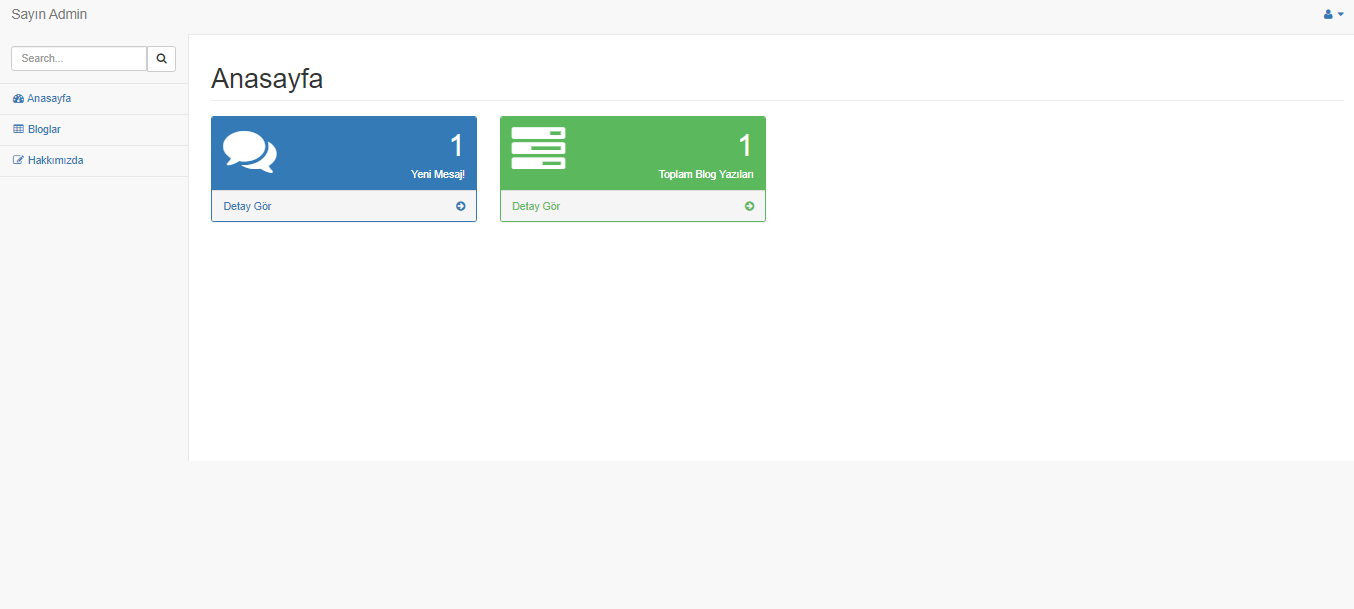 Sayın Admin
Search...
Anasayfa
Bloglar
Hakkımızda
Anasayfa
1
Yeni Mesaj!
Detay Gör
1
Toplam Blog Yazıları
Detay Gör